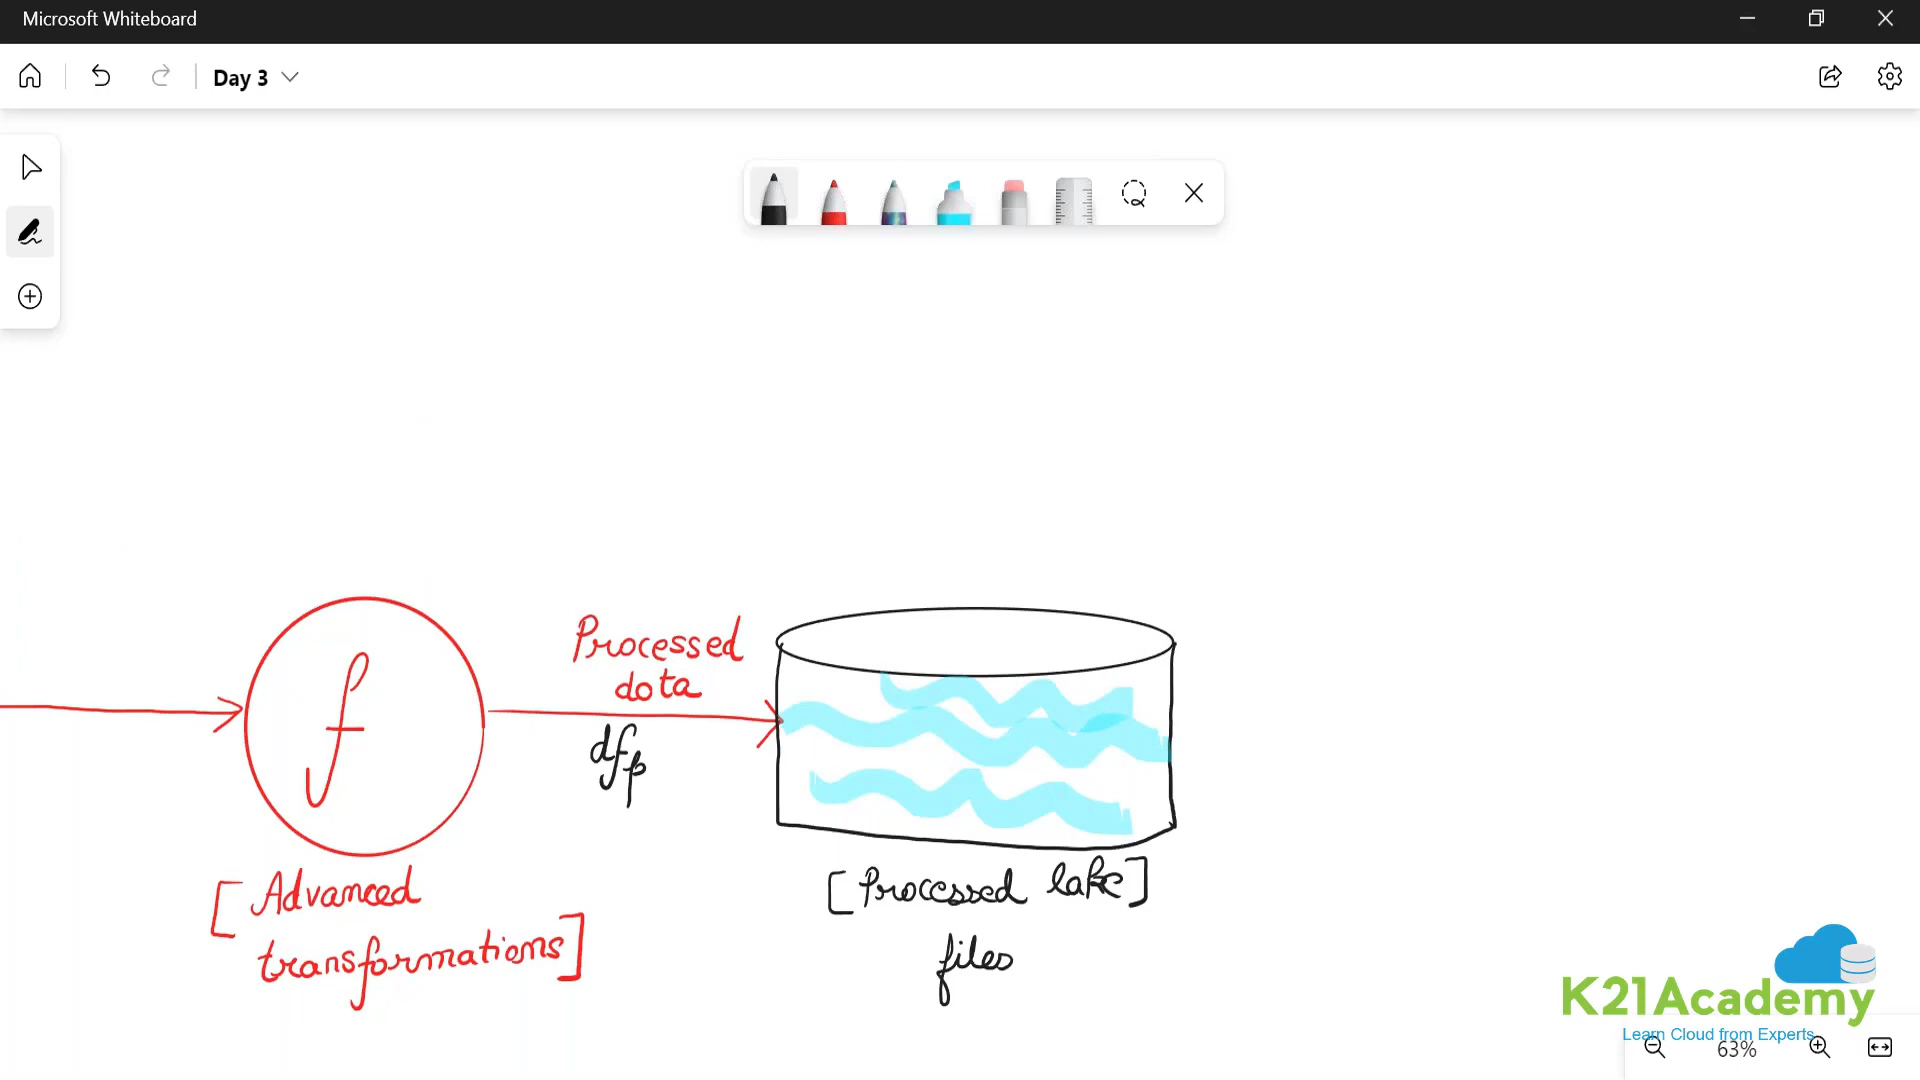 Microsoft Whiteboard
Day 3
Processed
data
f
dfp
[Advanced
transformations]
[Processed lake]
files
K21Academy
Learn Cloud from Experts
63%